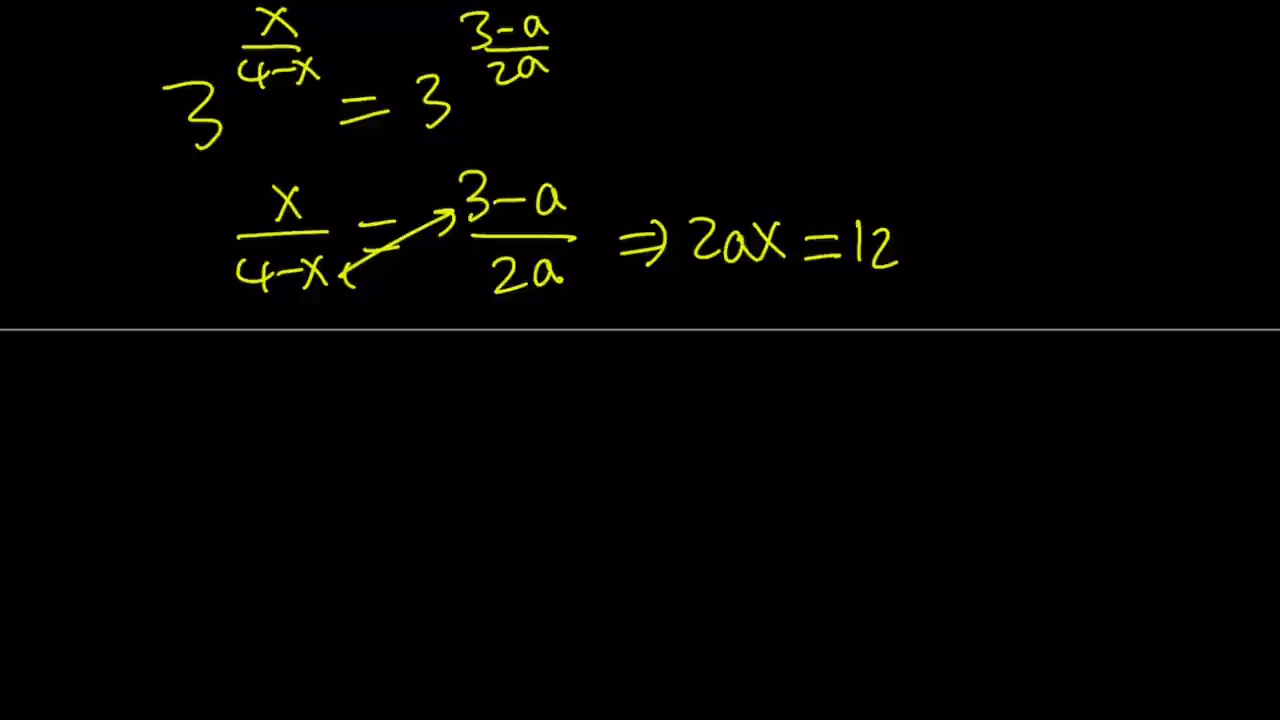 3^(x/(4-x)) = 3^((3-a)/(2a))
x/(4-x) = (3-a)/(2a) ⇒ 2ax = 12